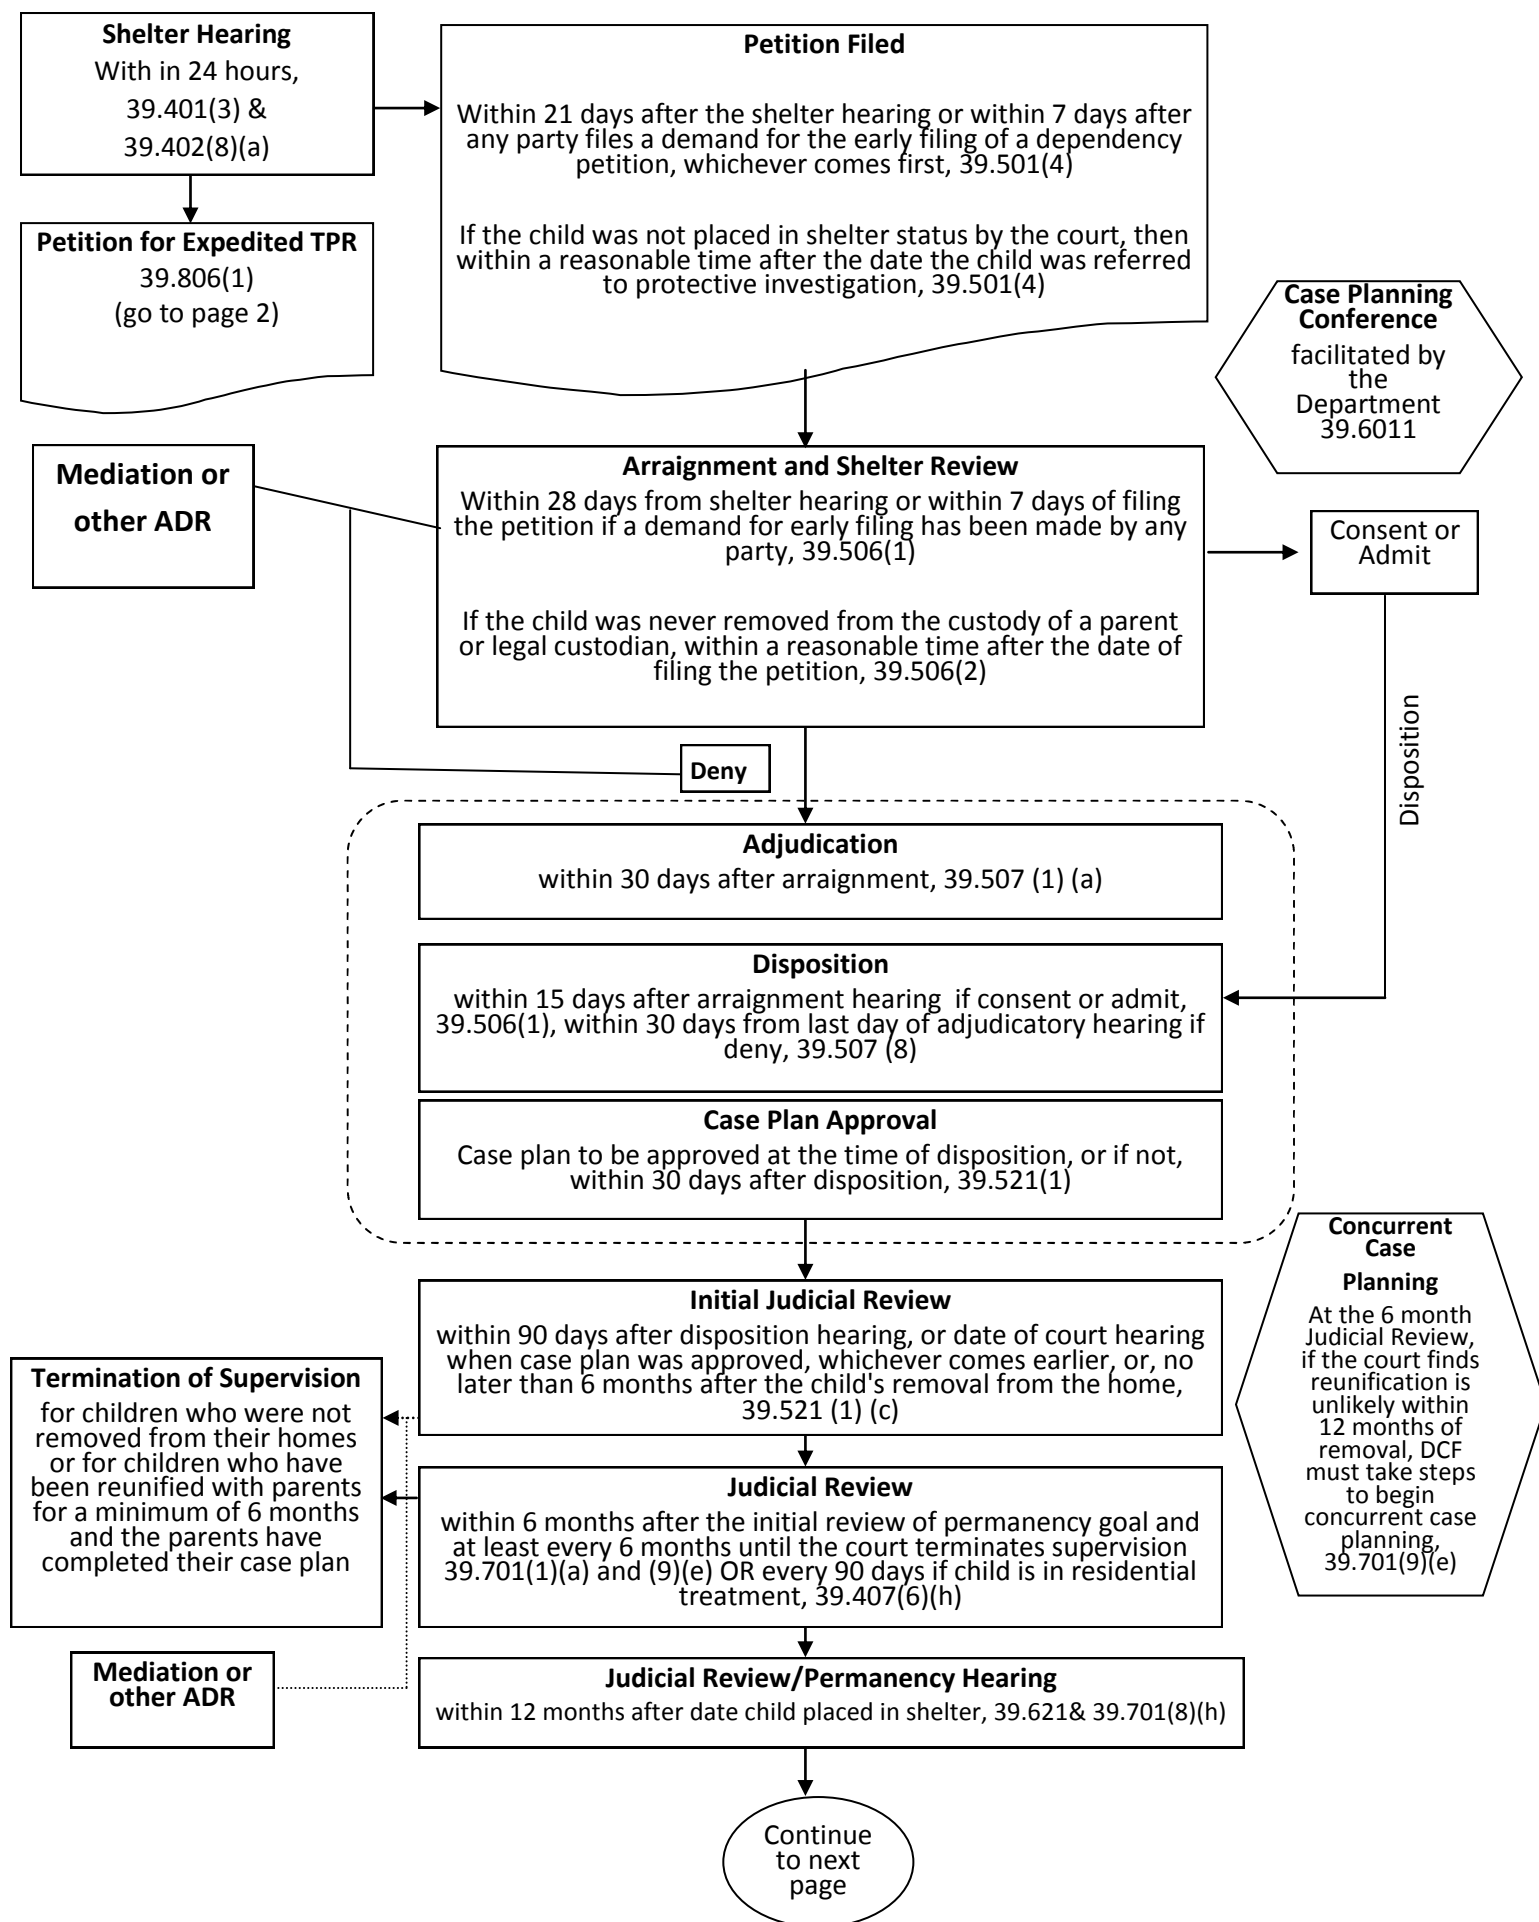 Shelter Hearing
With in 24 hours,
39.401(3) &
39.402(8)(a)
Petition Filed
Within 21 days after the shelter hearing or within 7 days after
any party files a demand for the early filing of a dependency
petition, whichever comes first, 39.501(4)
If the child was not placed in shelter status by the court, then
within a reasonable time after the date the child was referred
to protective investigation, 39.501(4)
Petition for Expedited TPR
39.806(1)
(go to page 2)
Case Planning
Conference
facilitated by
the
Department
39.6011
Mediation or
other ADR
Arraignment and Shelter Review
Within 28 days from shelter hearing or within 7 days of filing
the petition if a demand for early filing has been made by any
party, 39.506(1)
If the child was never removed from the custody of a parent
or legal custodian, within a reasonable time after the date of
filing the petition, 39.506(2)
Consent or
Admit
Disposition
Deny
Adjudication
within 30 days after arraignment, 39.507 (1) (a)
Disposition
within 15 days after arraignment hearing  if consent or admit,
39.506(1), within 30 days from last day of adjudicatory hearing if
deny, 39.507 (8)
Case Plan Approval
Case plan to be approved at the time of disposition, or if not,
within 30 days after disposition, 39.521(1)
Initial Judicial Review
within 90 days after disposition hearing, or date of court hearing
when case plan was approved, whichever comes earlier, or, no
later than 6 months after the child's removal from the home,
39.521 (1) (c)
Concurrent
Case
Planning
At the 6 month
Judicial Review,
if the court finds
reunification is
unlikely within
12 months of
removal, DCF
must take steps
to begin
concurrent case
planning,
39.701(9)(e)
Termination of Supervision
for children who were not
removed from their homes
or for children who have
been reunified with parents
for a minimum of 6 months
and the parents have
completed their case plan
Judicial Review
within 6 months after the initial review of permanency goal and
at least every 6 months until the court terminates supervision
39.701(1)(a) and (9)(e) OR every 90 days if child is in residential
treatment, 39.407(6)(h)
Mediation or
other ADR
Judicial Review/Permanency Hearing
within 12 months after date child placed in shelter, 39.621& 39.701(8)(h)
Continue
to next
page